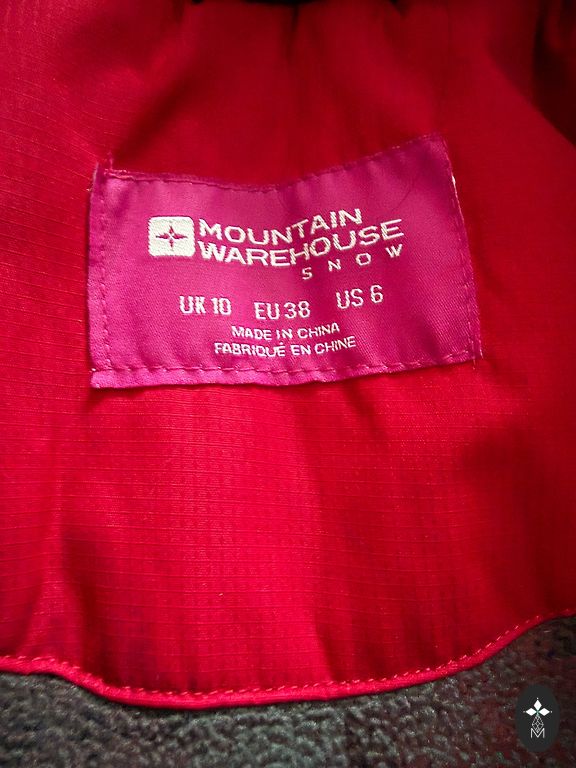 MOUNTAIN
WAREHOUSE
SNOW
UK 10 EU 38 US 6
MADE IN CHINA
FABRIQUÉ EN CHINE
M